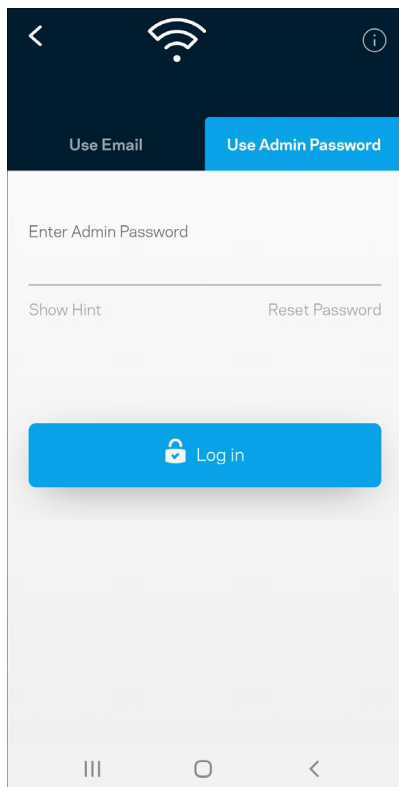 Use Email
Use Admin Password
Enter Admin Password
Show Hint
Reset Password
Log in